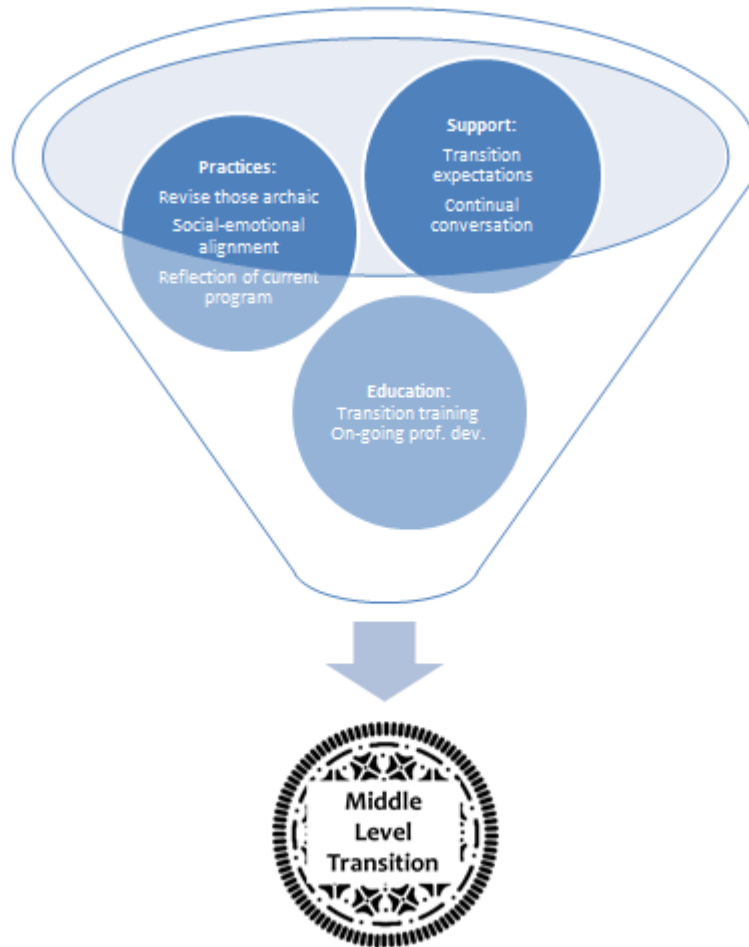 Practices:
Revise those archaic
Social-emotional
alignment
Reflection of current
program
Support:
Transition
expectations
Continual
conversation
Education:
Transition training
On-going prof. dev.
Middle
Level
Transition